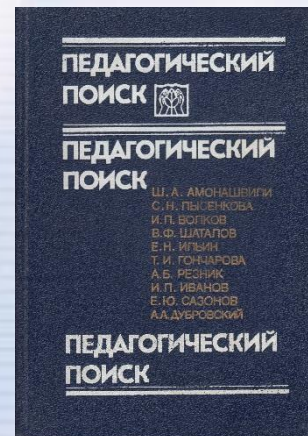 ПЕДАГОГИЧЕСКИЙ
ПОИСК
ПЕДАГОГИЧЕСКИЙ
ПОИСК
Ш.А. АМОНАШВИЛИ
С.Н. ЛЫСЕНКОВА
И.П. ВОЛКОВ
В.Ф. ШАТАЛОВ
Е.Н. ИЛЬИН
Т.И. ГОНЧАРОВА
А.Б. РЕЗНИК
И.П. ИВАНОВ
Е.Ю. САЗОНОВ
А.А. ДУБРОВСКИЙ
ПЕДАГОГИЧЕСКИЙ
ПОИСК